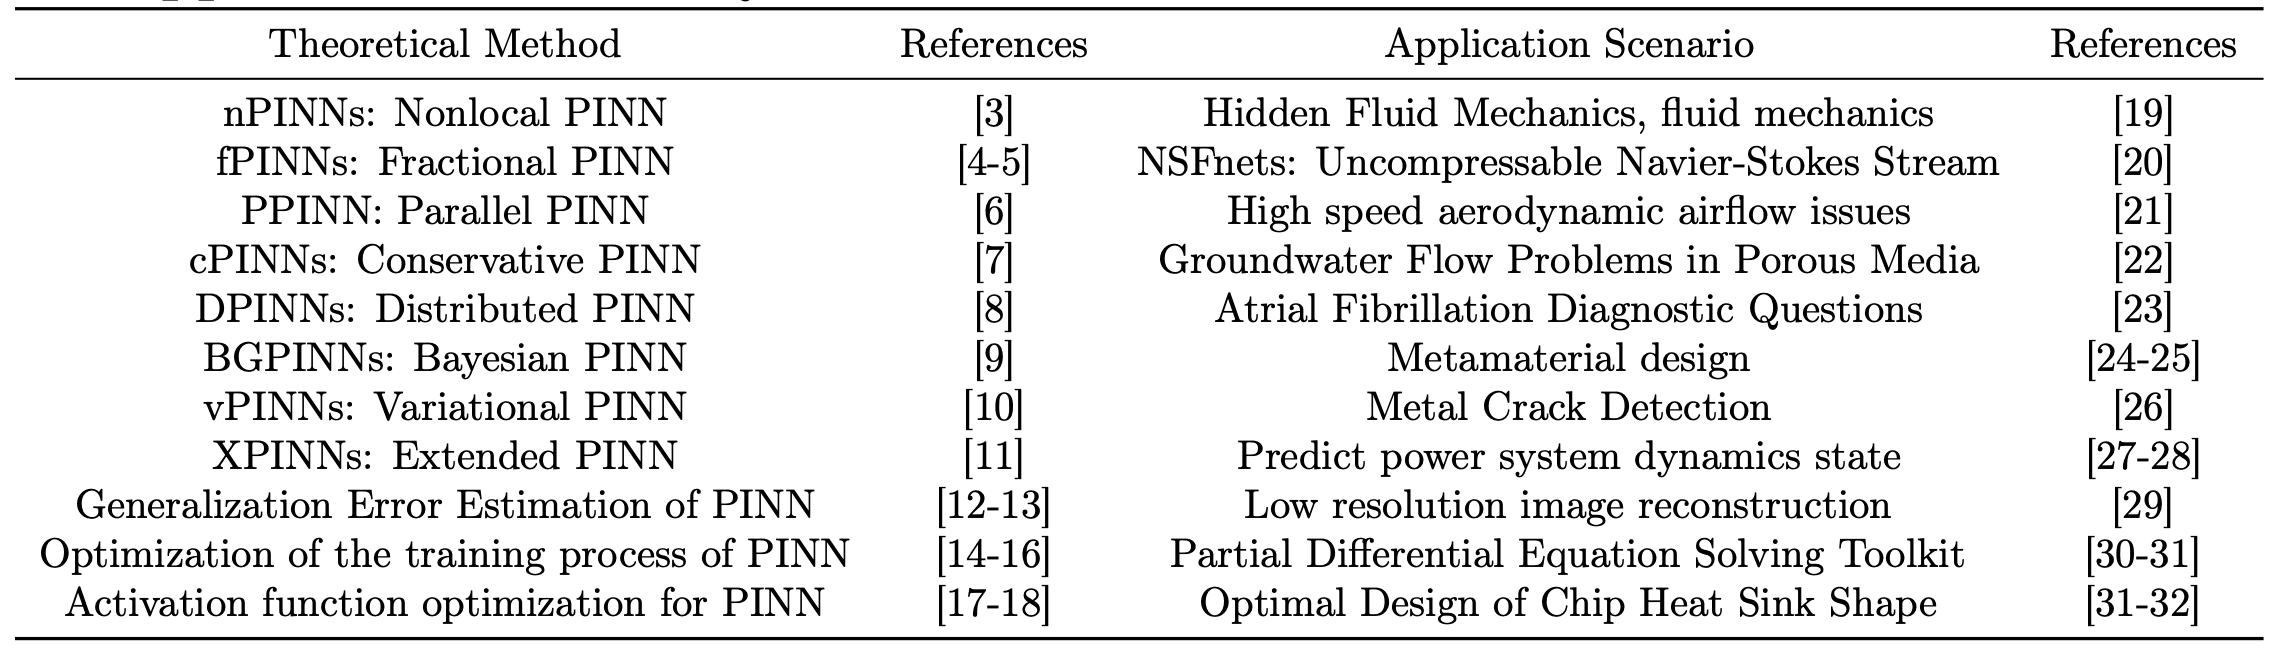 Theoretical Method References Application Scenario References
nPINNs: Nonlocal PINN [3] Hidden Fluid Mechanics, fluid mechanics [19]
fPINNs: Fractional PINN [4-5] NSFnets: Uncompressable Navier-Stokes Stream [20]
PPINN: Parallel PINN [6] High speed aerodynamic airflow issues [21]
cPINNs: Conservative PINN [7] Groundwater Flow Problems in Porous Media [22]
DPINNs: Distributed PINN [8] Atrial Fibrillation Diagnostic Questions [23]
BGPINNs: Bayesian PINN [9] Metamaterial design [24-25]
vPINNs: Variational PINN [10] Metal Crack Detection [26]
XPINNs: Extended PINN [11] Predict power system dynamics state [27-28]
Generalization Error Estimation of PINN [12-13] Low resolution image reconstruction [29]
Optimization of the training process of PINN [14-16] Partial Differential Equation Solving Toolkit [30-31]
Activation function optimization for PINN [17-18] Optimal Design of Chip Heat Sink Shape [31-32]